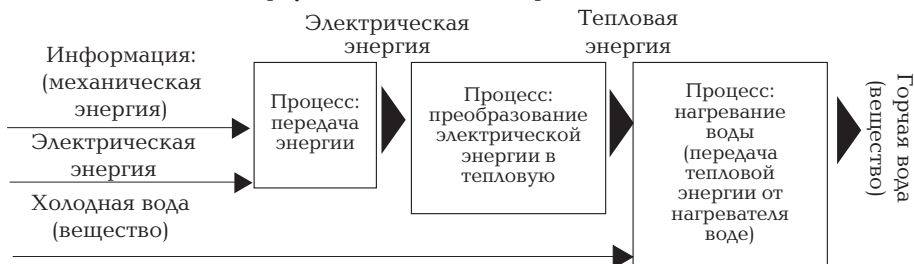 Электрическая
энергия
Тепловая
энергия
Информация:
(механическая
энергия)
Электрическая
энергия
Холодная вода
(вещество)
Процесс:
передача
энергии
Процесс:
преобразование
электрической
энергии в
тепловую
Процесс:
нагревание
воды
(передача
тепловой
энергии от
нагревателя
воде)
Горчая вода
(вещество)